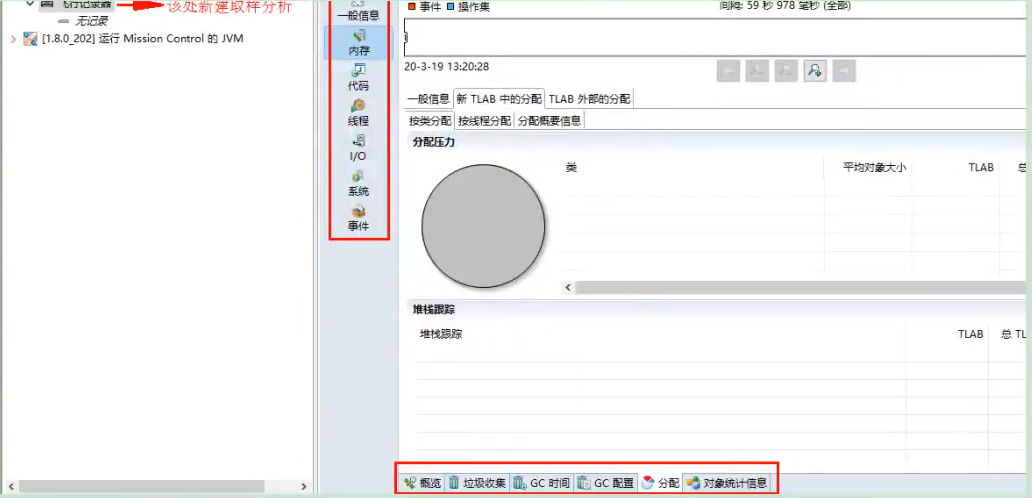 飞行记录器
该处新建取样分析
无记录
[1.8.0_202] 运行 Mission Control 的 JVM
一般信息
内存
代码
线程
I/O
系统
事件
事件 操作集
间隔: 59 秒 978 毫秒 (全部)
20-3-19 13:20:28
一般信息 新 TLAB 中的分配 TLAB 外部的分配
按类分配 按线程分配 分配概要信息
分配压力
类 平均对象大小 TLAB 总
堆栈跟踪
堆栈跟踪 TLAB 总 TL
概览 垃圾收集 GC 时间 GC 配置 分配 对象统计信息